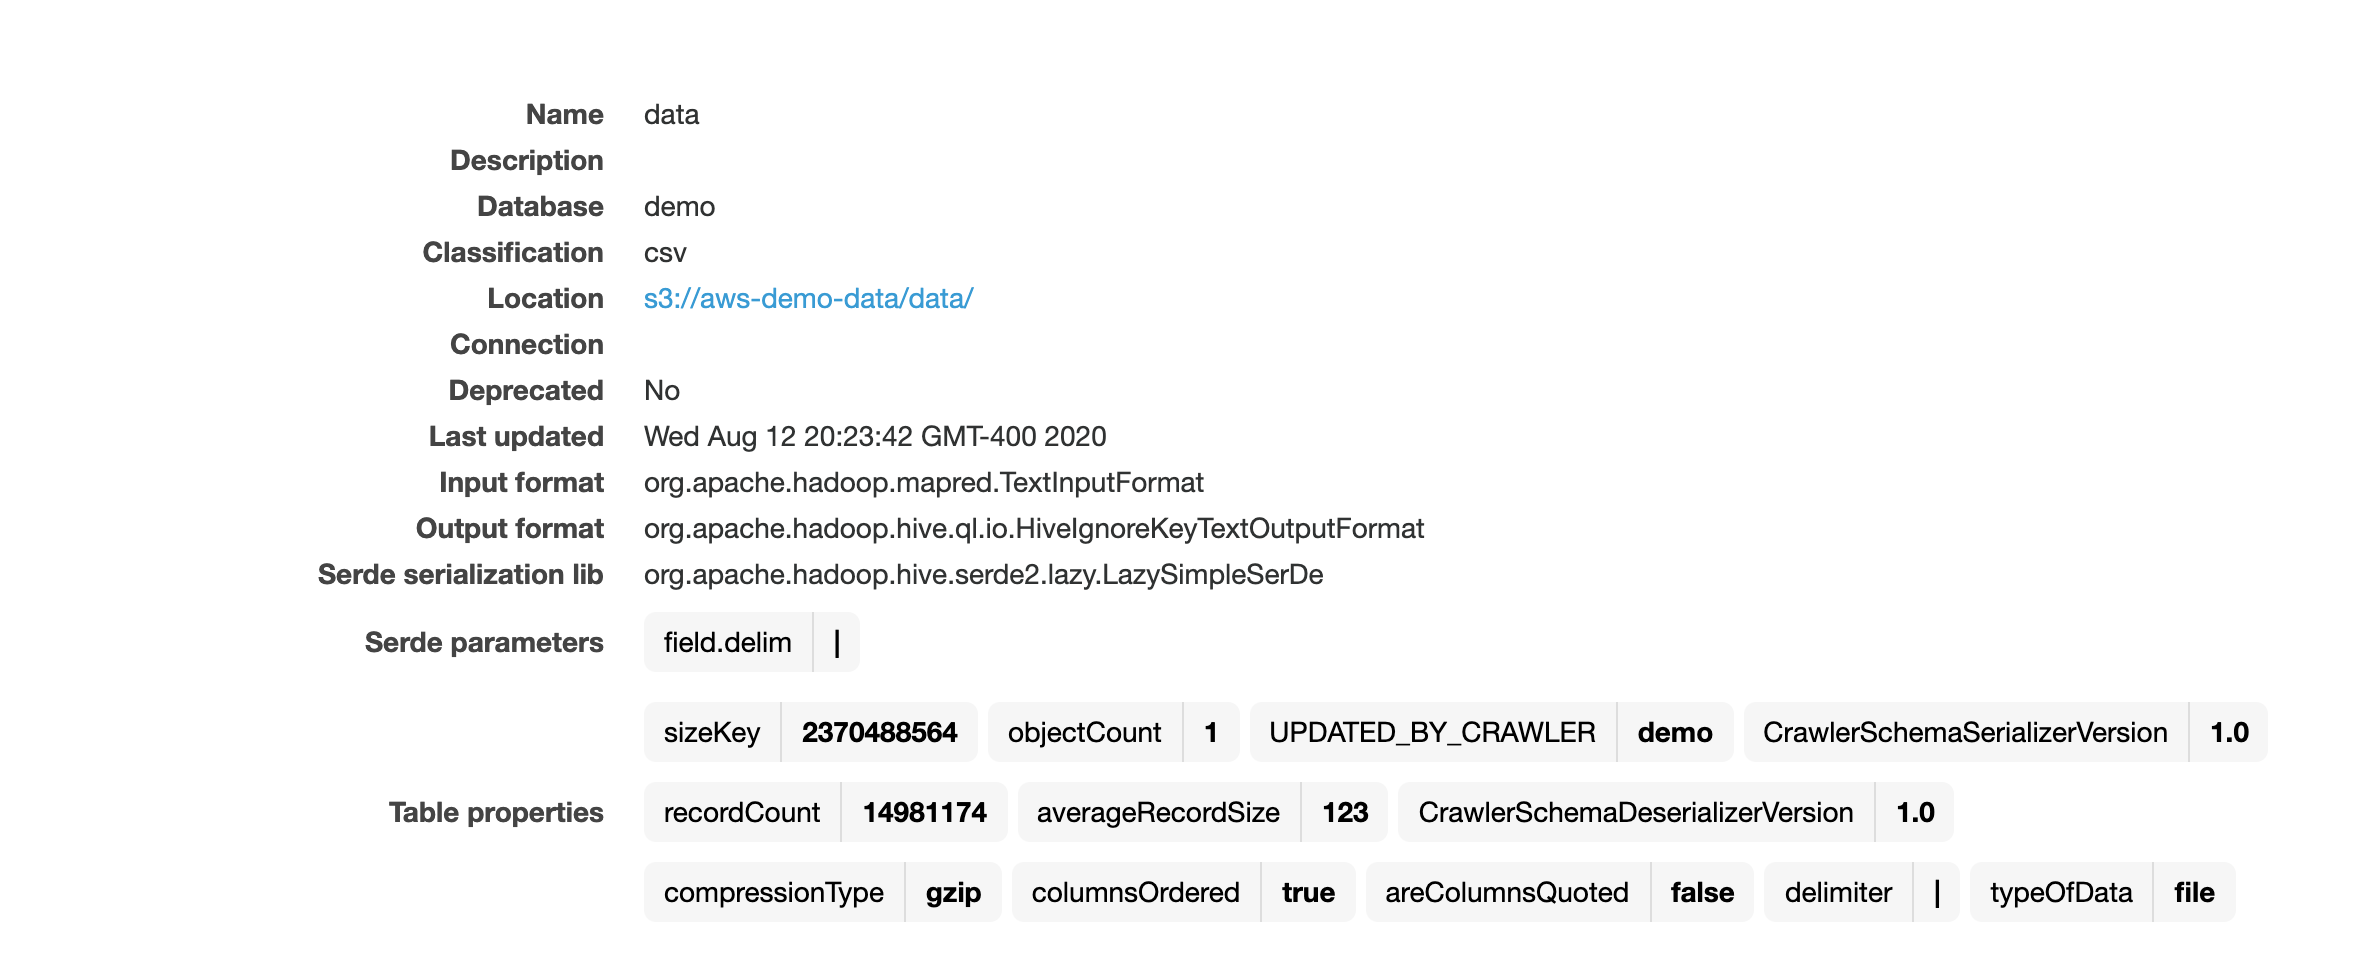 Name data
Description
Database demo
Classification csv
Location s3://aws-demo-data/data/
Connection
Deprecated No
Last updated Wed Aug 12 20:23:42 GMT-400 2020
Input format org.apache.hadoop.mapred.TextInputFormat
Output format org.apache.hadoop.hive.ql.io.HiveIgnoreKeyTextOutputFormat
Serde serialization lib org.apache.hadoop.hive.serde2.lazy.LazySimpleSerDe
Serde parameters field.delim |
sizeKey 2370488564 objectCount 1 UPDATED_BY_CRAWLER demo CrawlerSchemaSerializerVersion 1.0
Table properties recordCount 14981174 averageRecordSize 123 CrawlerSchemaDeserializerVersion 1.0
compressionType gzip columnsOrdered true areColumnsQuoted false delimiter | typeOfData file